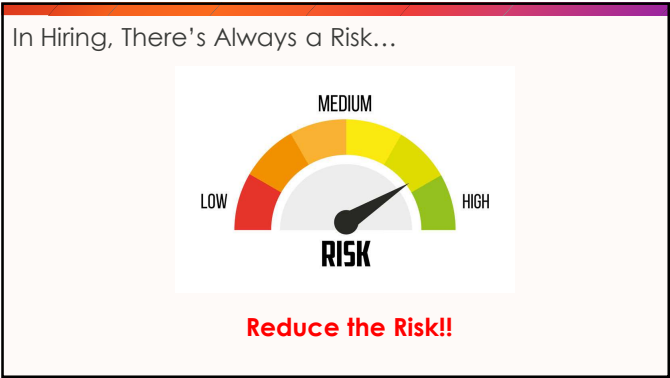 In Hiring, There’s Always a Risk…
MEDIUM
LOW
HIGH
RISK
Reduce the Risk!!